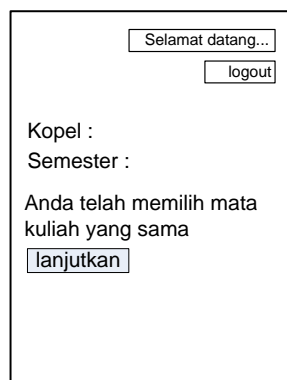 Selamat datang...
logout
Kopel :
Semester :
Anda telah memilih mata
kuliah yang sama
lanjutkan